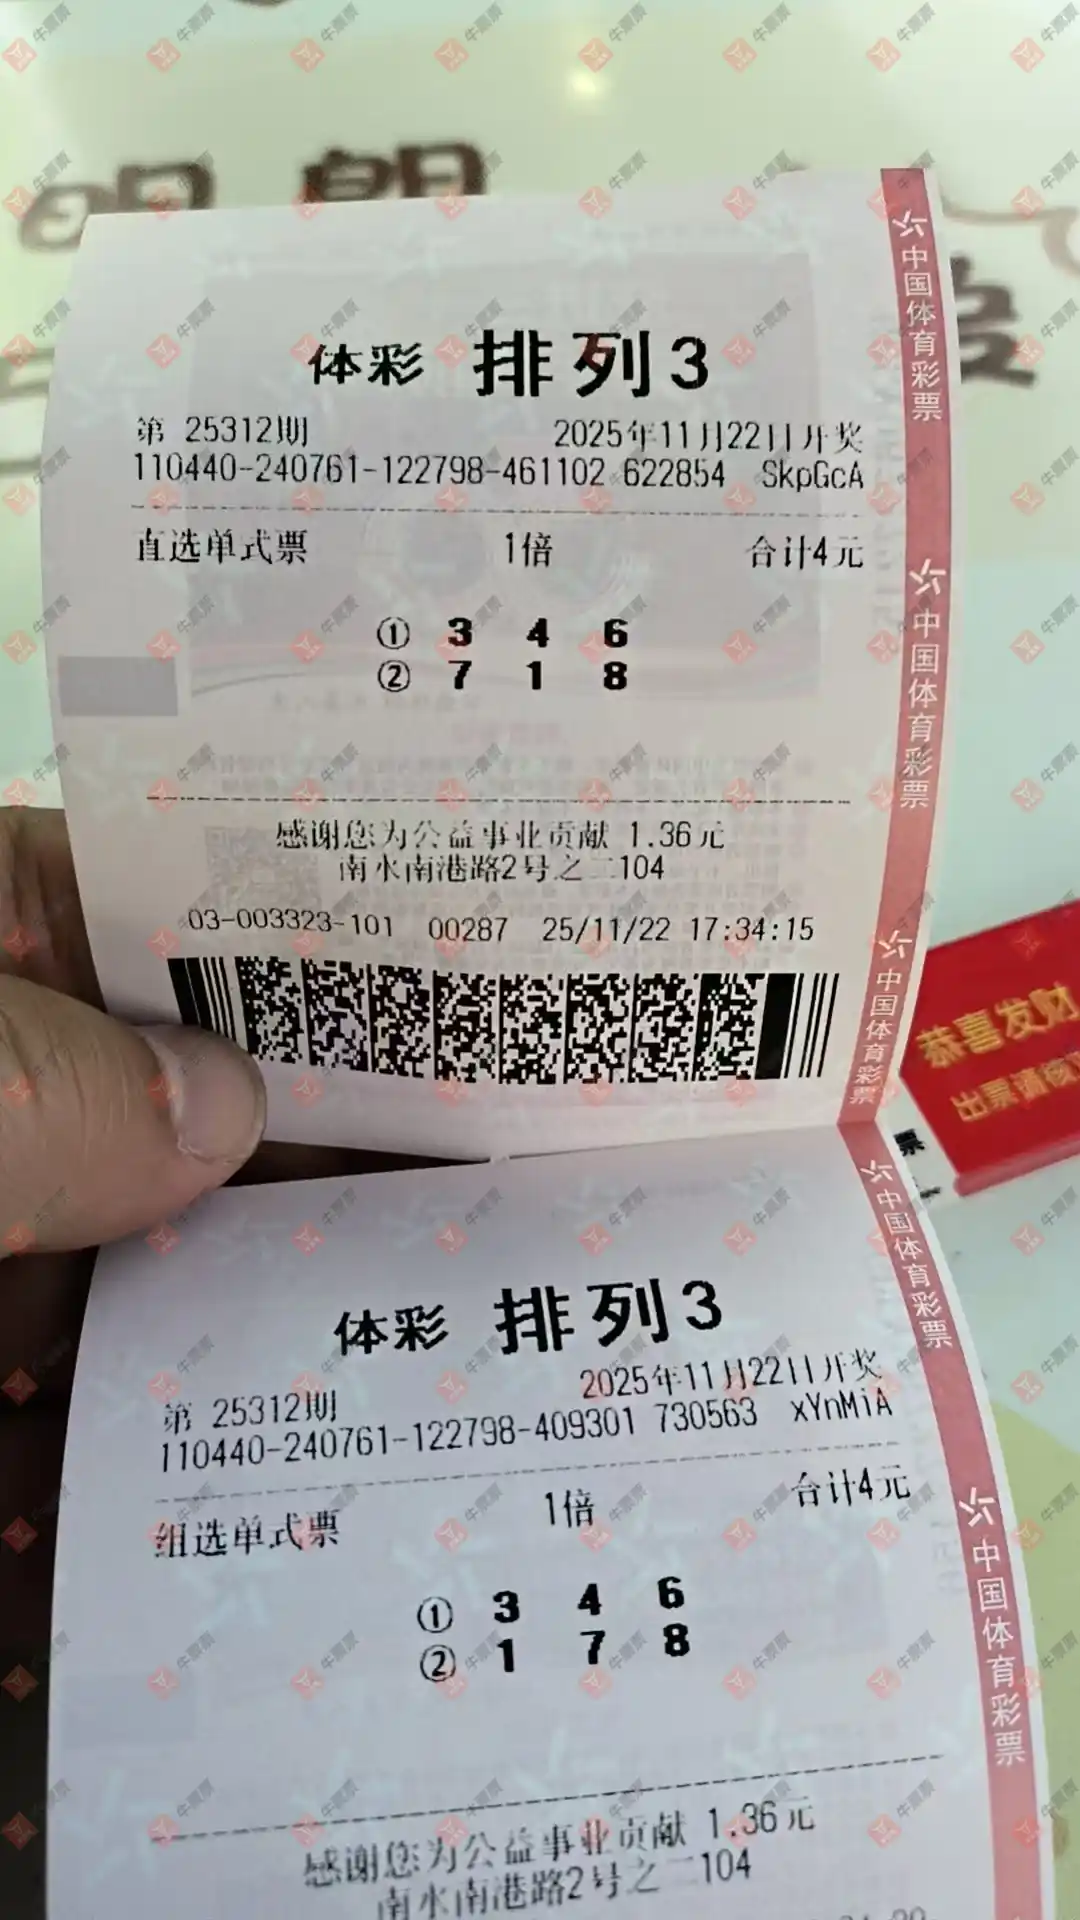 明朗
体彩 排列3
第 25312期 2025年11月22日开奖
110440-240761-122798-461102 622854 SkpGcA
直选单式票 1倍 合计4元
① 3 4 6
② 7 1 8
感谢您为公益事业贡献 1.36元
南水南港路2号之二104
03-003323-101 00287 25/11/22 17:34:15
中国体育彩票
中国体育彩票
中国体育彩票
恭喜发财
出票请核
票
体彩 排列3
第 25312期 2025年11月22日开奖
110440-240761-122798-409301 730563 xYnMiA
组选单式票 1倍 合计4元
① 3 4 6
② 1 7 8
感谢您为公益事业贡献 1.36元
南水南港路2号之二104
中国体育彩票
中国体育彩票
牛票票